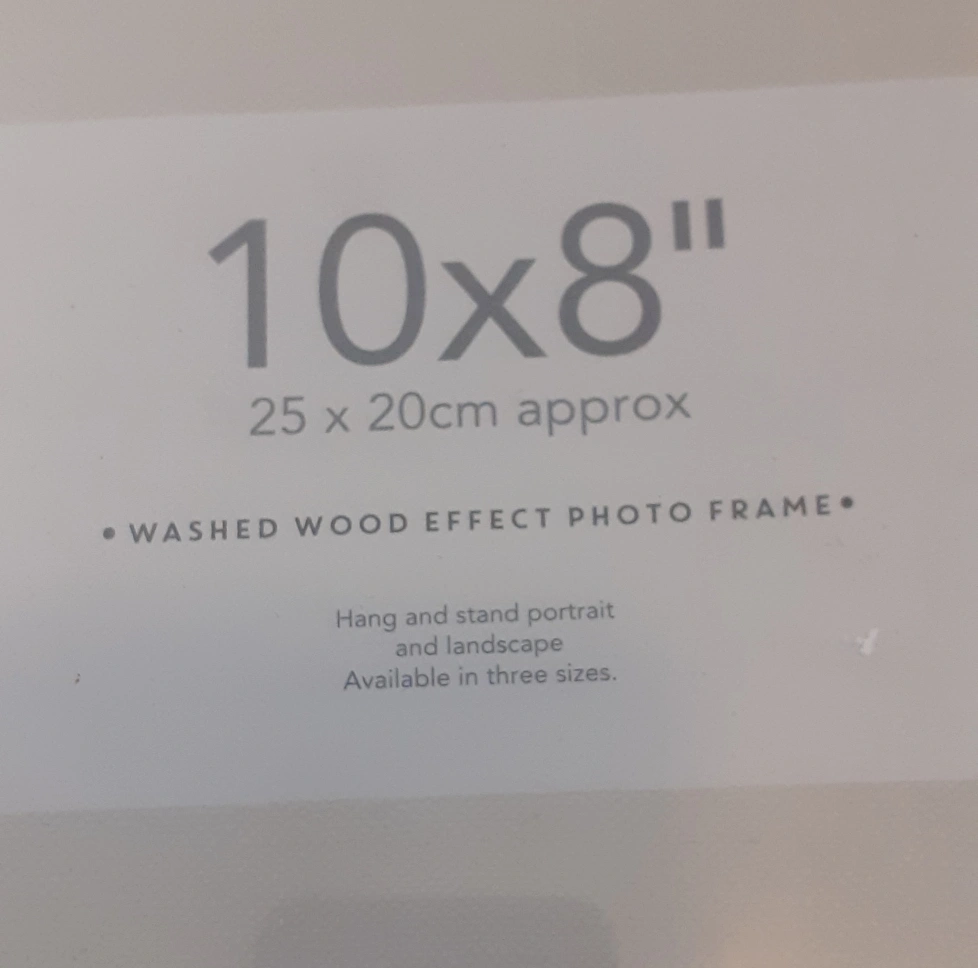 10x8"
25 x 20cm approx
• WASHED WOOD EFFECT PHOTO FRAME •
Hang and stand portrait
and landscape
Available in three sizes.